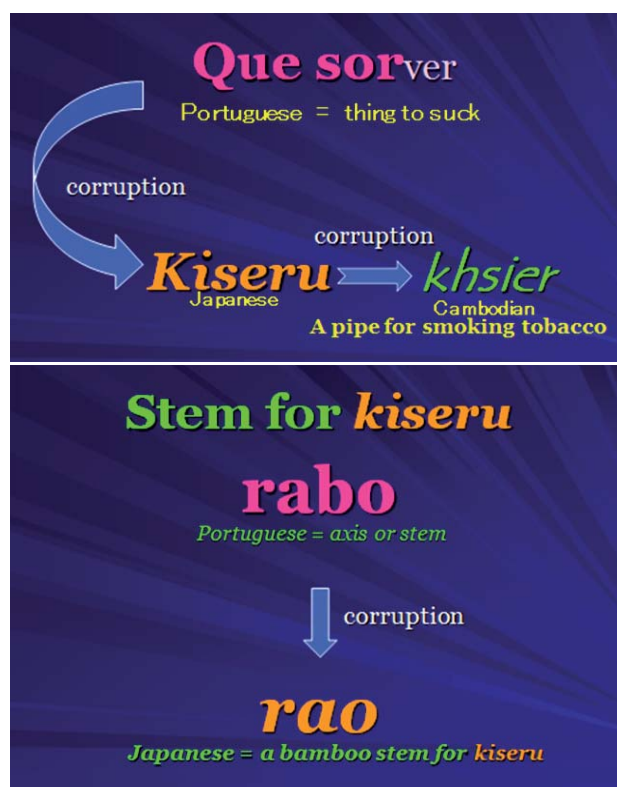 Que sorver
Portuguese = thing to suck
corruption
corruption
Kiseru
Japanese
khsier
Cambodian
A pipe for smoking tobacco
Stem for kiseru
rabo
Portuguese = axis or stem
corruption
rao
Japanese = a bamboo stem for kiseru